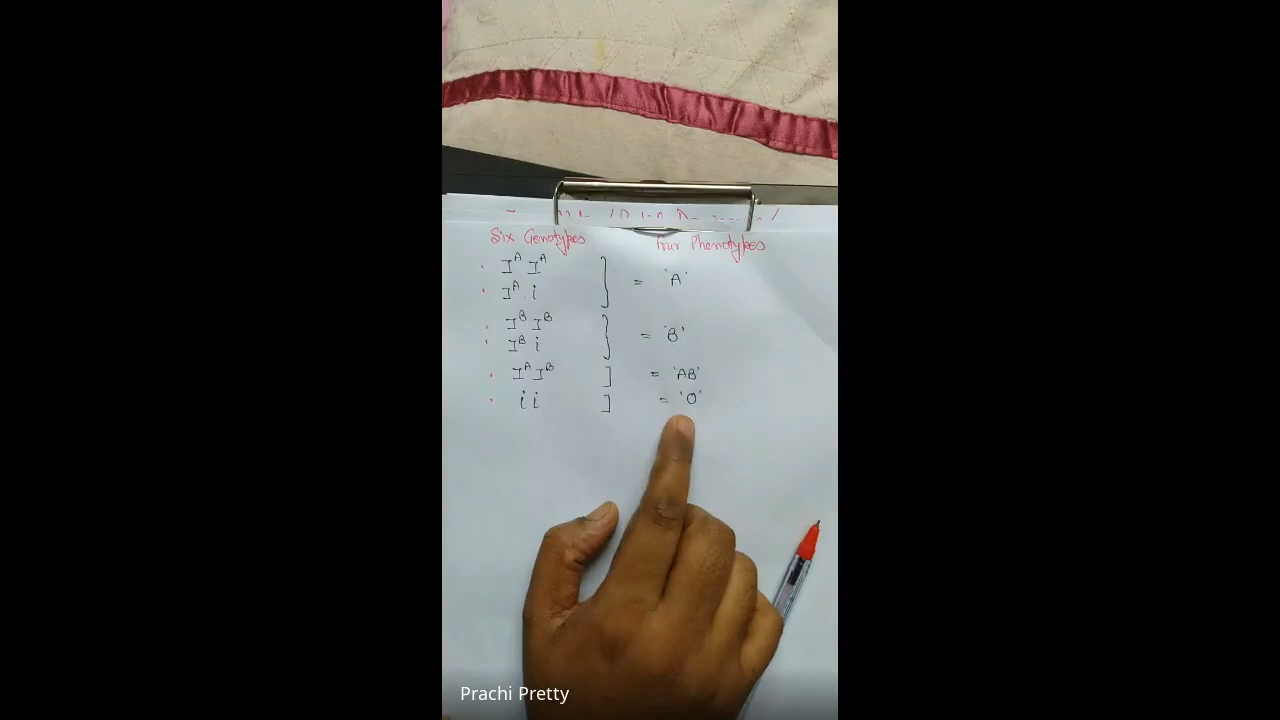 Six Genotypes Four Phenotypes
I^A I^A
I^A i } = 'A'
I^B I^B
I^B i } = 'B'
I^A I^B ] = 'AB'
i i ] = 'O'
Prachi Pretty